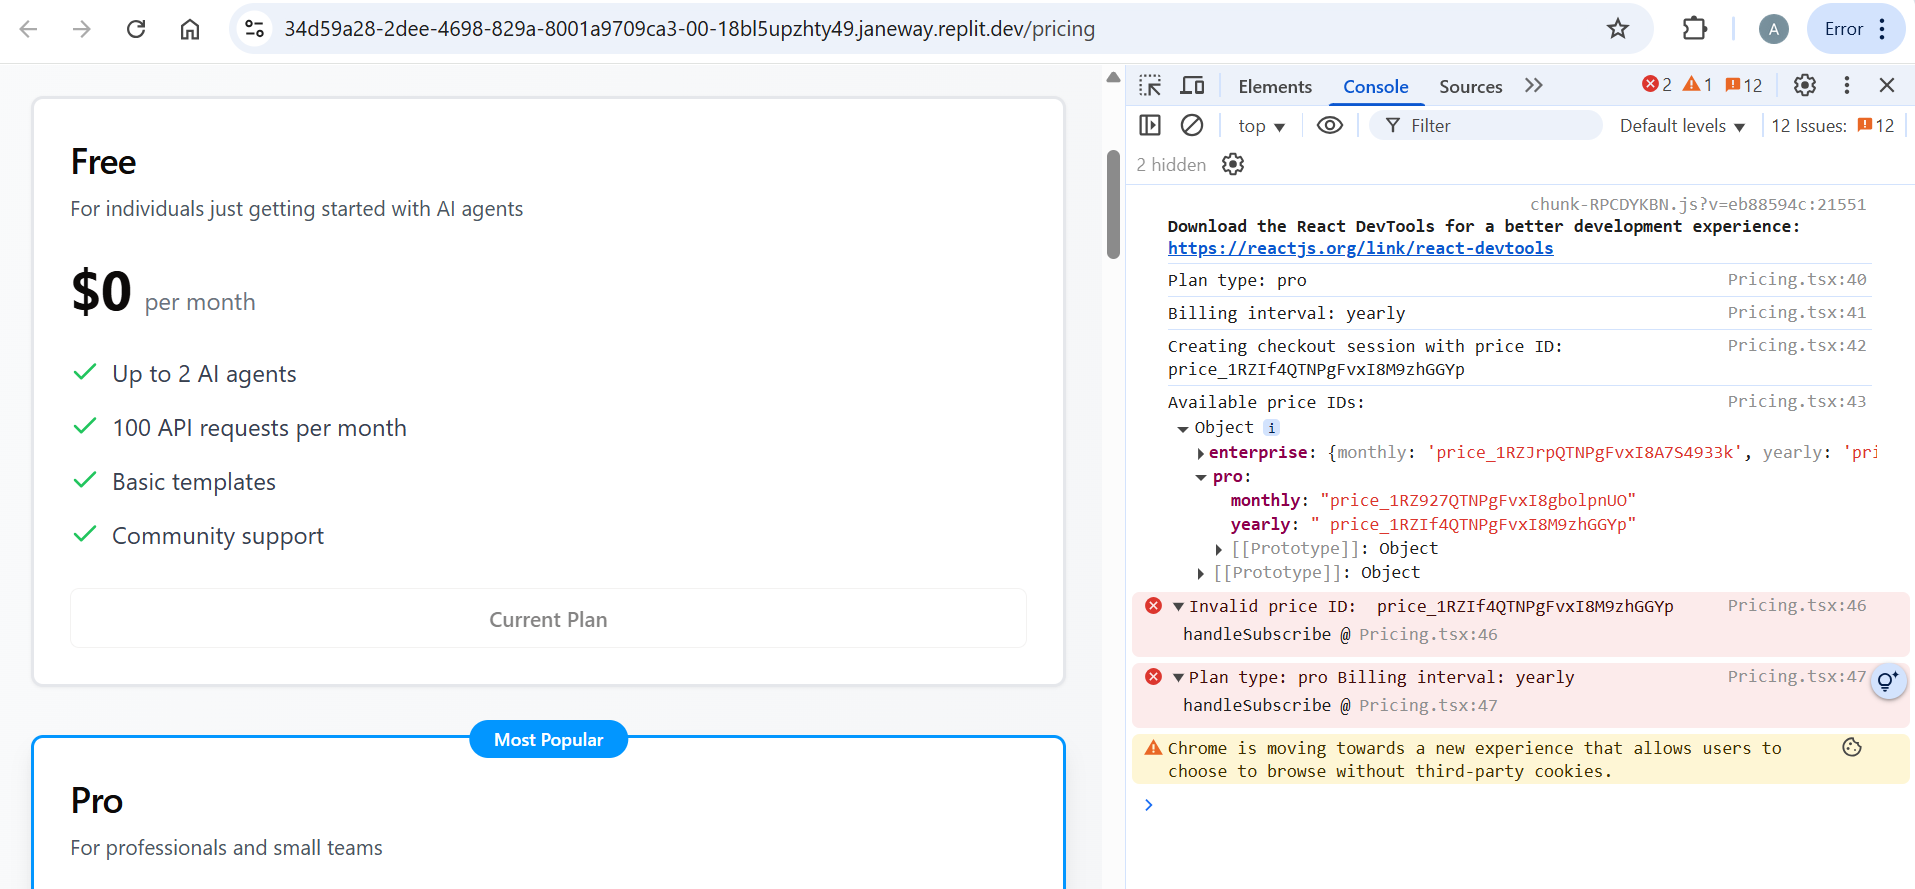 34d59a28-2dee-4698-829a-8001a9709ca3-00-18bl5upzhty49.janeway.replit.dev/pricing
A
Error
Free
For individuals just getting started with AI agents
$0 per month
Up to 2 AI agents
100 API requests per month
Basic templates
Community support
Current Plan
Most Popular
Pro
For professionals and small teams
Elements Console Sources 2 1 12
top Filter Default levels 12 Issues: 12
2 hidden
chunk-RPCDYKBN.js?v=eb88594c:21551
Download the React DevTools for a better development experience:
https://reactjs.org/link/react-devtools
Plan type: pro Pricing.tsx:40
Billing interval: yearly Pricing.tsx:41
Creating checkout session with price ID: Pricing.tsx:42
price_1RZIf4QTNPgFvxI8M9zhGGYp
Available price IDs: Pricing.tsx:43
Object i
enterprise: {monthly: 'price_1RZJrpQTNPgFvxI8A7S4933k', yearly: 'pri
pro:
monthly: "price_1RZ927QTNPgFvxI8gbolpnUO"
yearly: " price_1RZIf4QTNPgFvxI8M9zhGGYp"
[[Prototype]]: Object
[[Prototype]]: Object
Invalid price ID:  price_1RZIf4QTNPgFvxI8M9zhGGYp Pricing.tsx:46
handleSubscribe @ Pricing.tsx:46
Plan type: pro Billing interval: yearly Pricing.tsx:47
handleSubscribe @ Pricing.tsx:47
Chrome is moving towards a new experience that allows users to
choose to browse without third-party cookies.